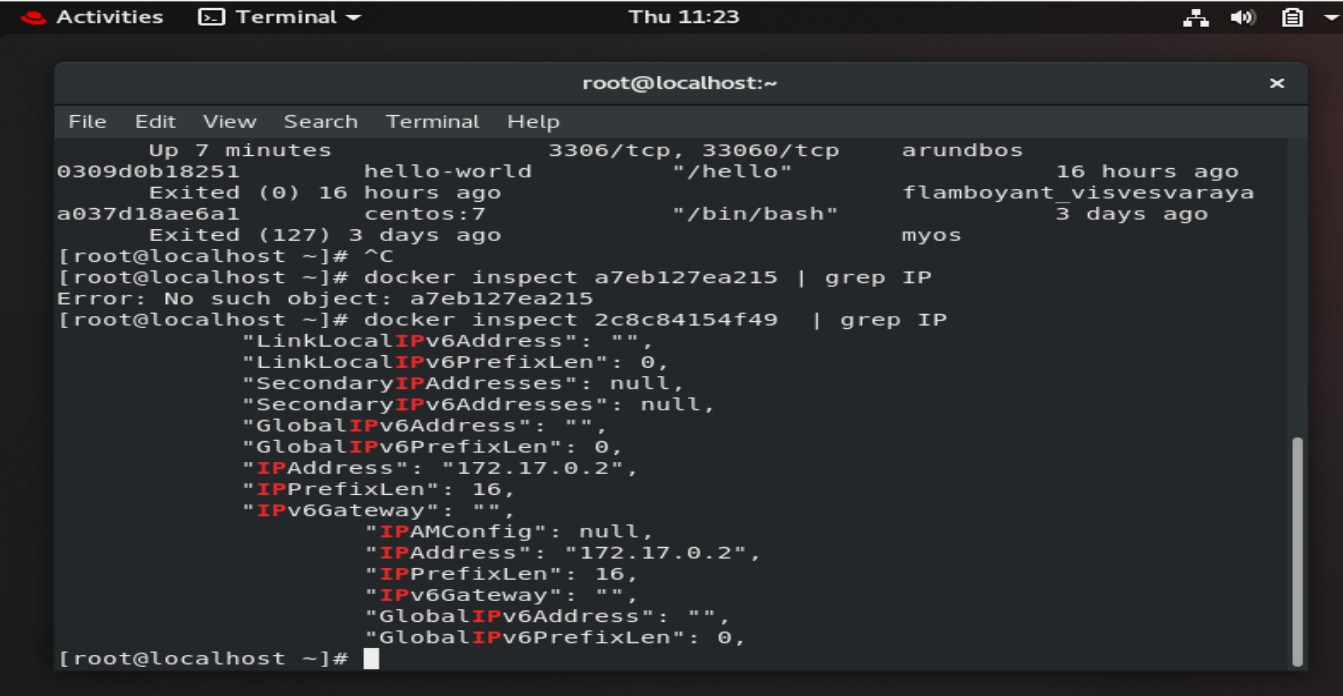 Activities Terminal Thu 11:23
root@localhost:~ ×
File Edit View Search Terminal Help
Up 7 minutes 3306/tcp, 33060/tcp arundbos
0309d0b18251 hello-world "/hello" 16 hours ago
Exited (0) 16 hours ago flamboyant_visvesvaraya
a037d18ae6a1 centos:7 "/bin/bash" 3 days ago
Exited (127) 3 days ago myos
[root@localhost ~]# ^C
[root@localhost ~]# docker inspect a7eb127ea215 | grep IP
Error: No such object: a7eb127ea215
[root@localhost ~]# docker inspect 2c8c84154f49  | grep IP
"LinkLocalIPv6Address": "",
"LinkLocalIPv6PrefixLen": 0,
"SecondaryIPAddresses": null,
"SecondaryIPv6Addresses": null,
"GlobalIPv6Address": "",
"GlobalIPv6PrefixLen": 0,
"IPAddress": "172.17.0.2",
"IPPrefixLen": 16,
"IPv6Gateway": "",
"IPAMConfig": null,
"IPAddress": "172.17.0.2",
"IPPrefixLen": 16,
"IPv6Gateway": "",
"GlobalIPv6Address": "",
"GlobalIPv6PrefixLen": 0,
[root@localhost ~]#